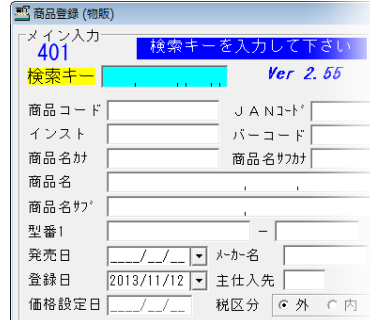 商品登録 (物販)
メイン入力
401 検索キーを入力して下さい
検索キー Ver 2.55
商品コード ＪＡＮｺｰﾄﾞ
インスト バーコード
商品名ｶﾅ 商品名ｻﾌｶﾅ
商品名
商品名ｻﾌﾞ
型番1 －
発売日 ____/__/__ ﾒｰｶｰ名
登録日 2013/11/12 主仕入先
価格設定日 ____/__/__ 税区分 外 内